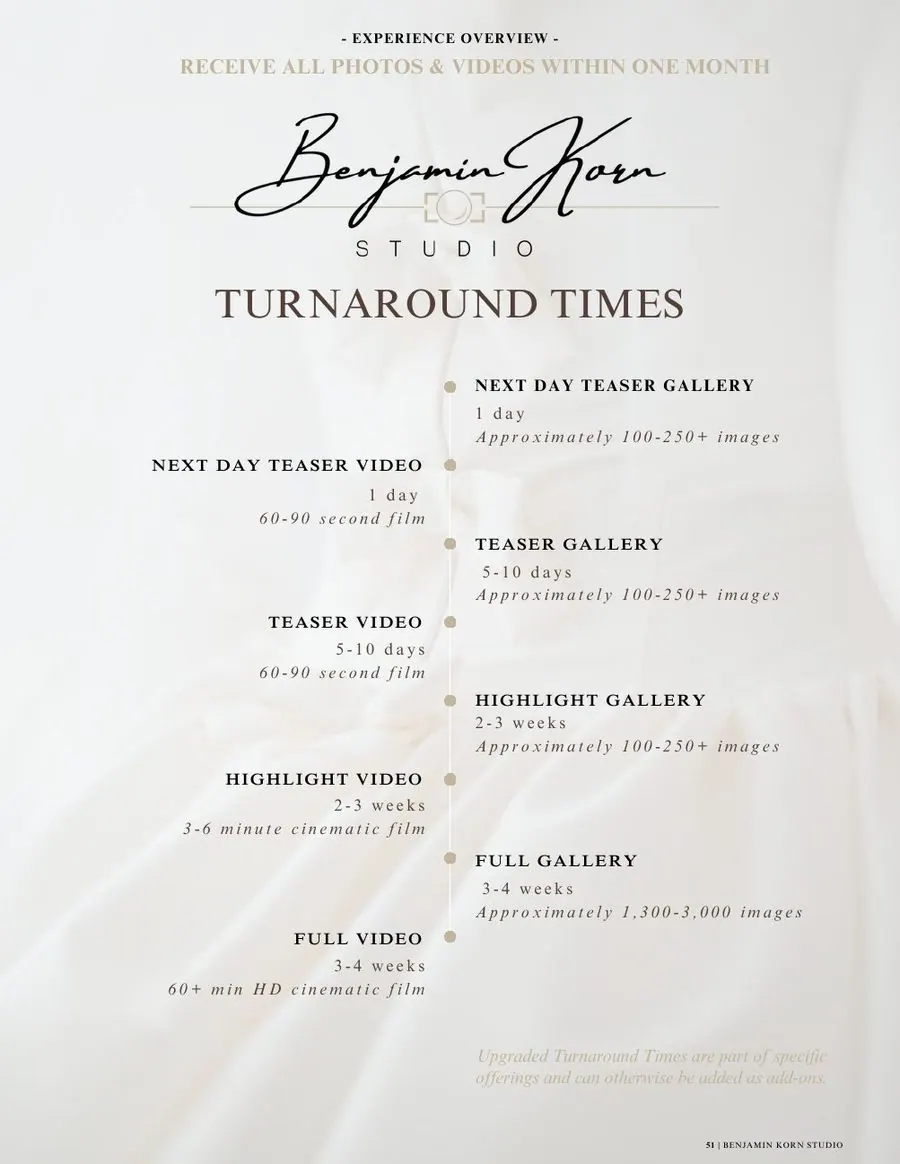 - EXPERIENCE OVERVIEW -
RECEIVE ALL PHOTOS & VIDEOS WITHIN ONE MONTH
Benjamin Korn
STUDIO
TURNAROUND TIMES
NEXT DAY TEASER GALLERY
1 day
Approximately 100-250+ images
NEXT DAY TEASER VIDEO
1 day
60-90 second film
TEASER GALLERY
5-10 days
Approximately 100-250+ images
TEASER VIDEO
5-10 days
60-90 second film
HIGHLIGHT GALLERY
2-3 weeks
Approximately 100-250+ images
HIGHLIGHT VIDEO
2-3 weeks
3-6 minute cinematic film
FULL GALLERY
3-4 weeks
Approximately 1,300-3,000 images
FULL VIDEO
3-4 weeks
60+ min HD cinematic film
Upgraded Turnaround Times are part of specific
offerings and can otherwise be added as add-ons.
51 | BENJAMIN KORN STUDIO